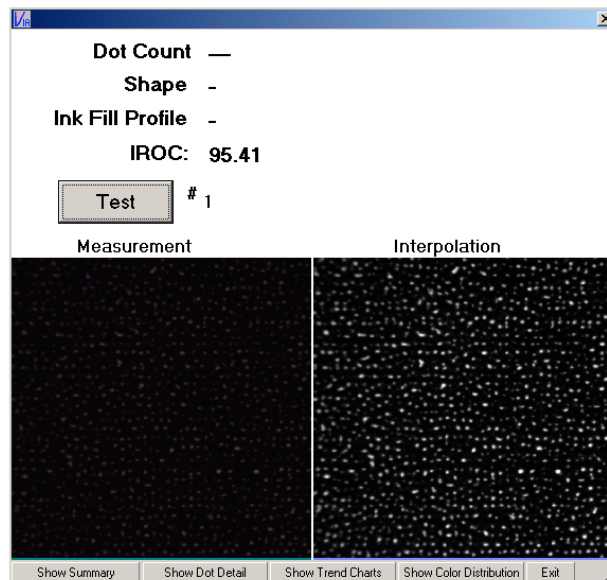 VIA
Dot Count —
Shape -
Ink Fill Profile -
IROC: 95.41
Test # 1
Measurement Interpolation
Show Summary Show Dot Detail Show Trend Charts Show Color Distribution Exit